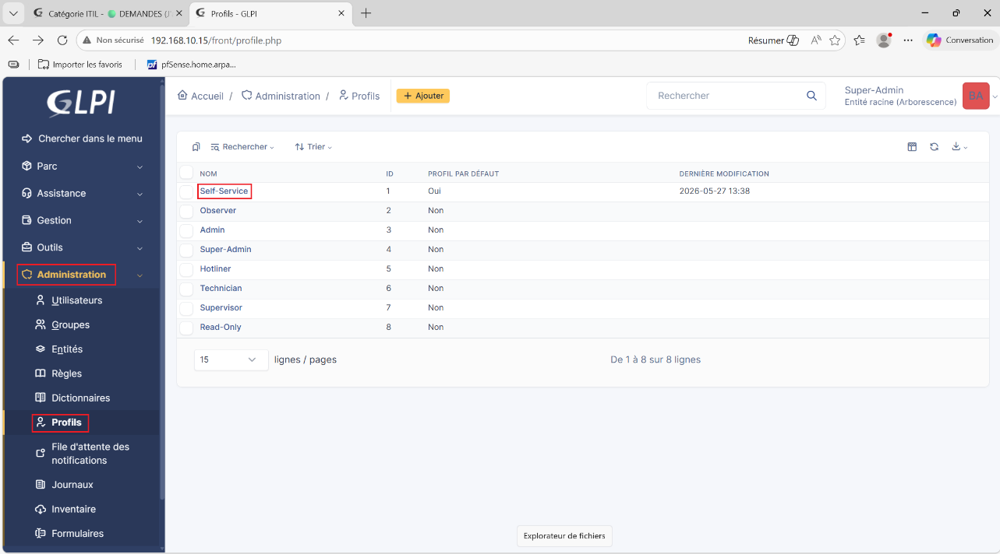 Catégorie ITIL - DEMANDES (J'
Profils - GLPI
Non sécurisé 192.168.10.15/front/profile.php
Résumer
Conversation
Importer les favoris
pfSense.home.arpa...
GLPI
Chercher dans le menu
Parc
Assistance
Gestion
Outils
Administration
Utilisateurs
Groupes
Entités
Règles
Dictionnaires
Profils
File d'attente des
notifications
Journaux
Inventaire
Formulaires
Accueil / Administration / Profils
Ajouter
Rechercher
Super-Admin
Entité racine (Arborescence)
BA
Rechercher Trier
NOM ID PROFIL PAR DÉFAUT DERNIÈRE MODIFICATION
Self-Service 1 Oui 2026-05-27 13:38
Observer 2 Non
Admin 3 Non
Super-Admin 4 Non
Hotliner 5 Non
Technician 6 Non
Supervisor 7 Non
Read-Only 8 Non
15 lignes / pages De 1 à 8 sur 8 lignes
Explorateur de fichiers